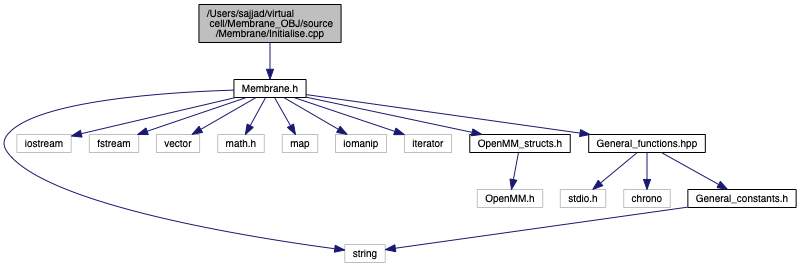 /Users/sajjad/virtual
cell/Membrane_OBJ/source
/Membrane/Initialise.cpp
Membrane.h
iostream
fstream
vector
math.h
map
iomanip
iterator
OpenMM_structs.h
General_functions.hpp
OpenMM.h
stdio.h
chrono
General_constants.h
string